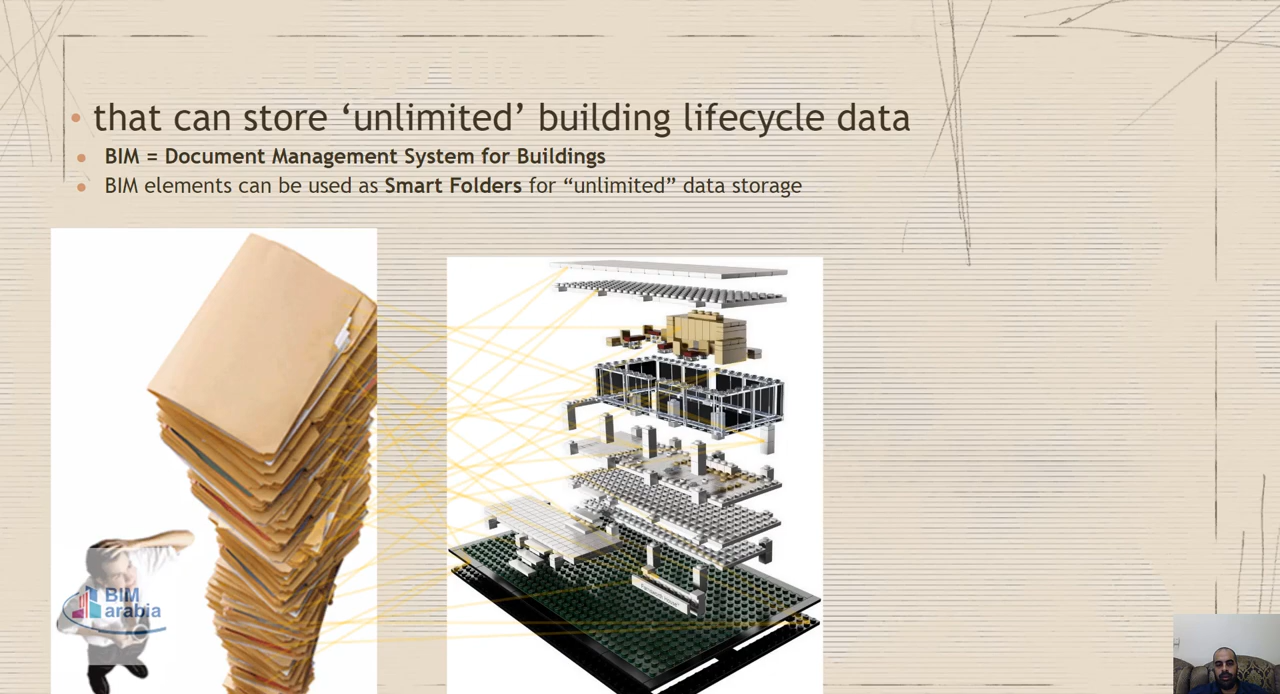 that can store ‘unlimited’ building lifecycle data
BIM = Document Management System for Buildings
BIM elements can be used as Smart Folders for “unlimited” data storage
BIM
arabia